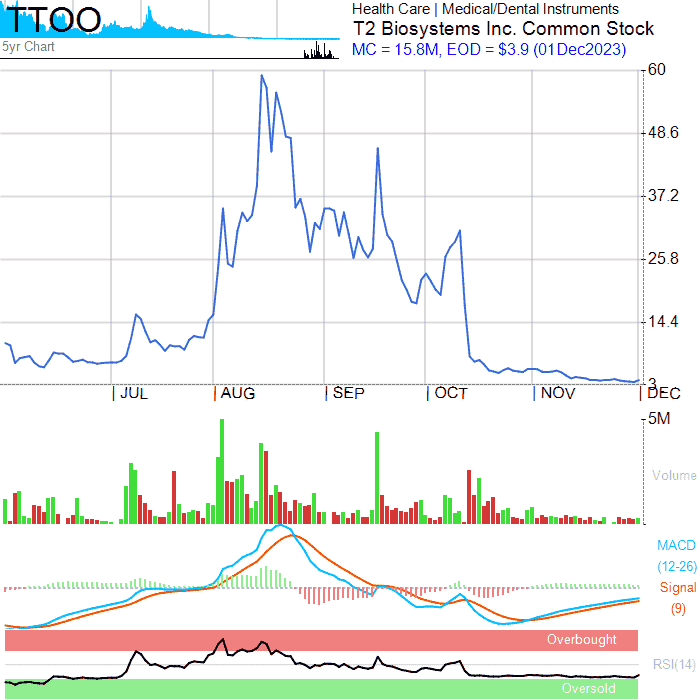 TTOO
5yr Chart
Health Care | Medical/Dental Instruments
T2 Biosystems Inc. Common Stock
MC = 15.8M, EOD = $3.9 (01Dec2023)
60
48.6
37.2
25.8
14.4
3
JUL AUG SEP OCT NOV DEC
5M
Volume
MACD
(12-26)
Signal
(9)
Overbought
RSI(14)
Oversold